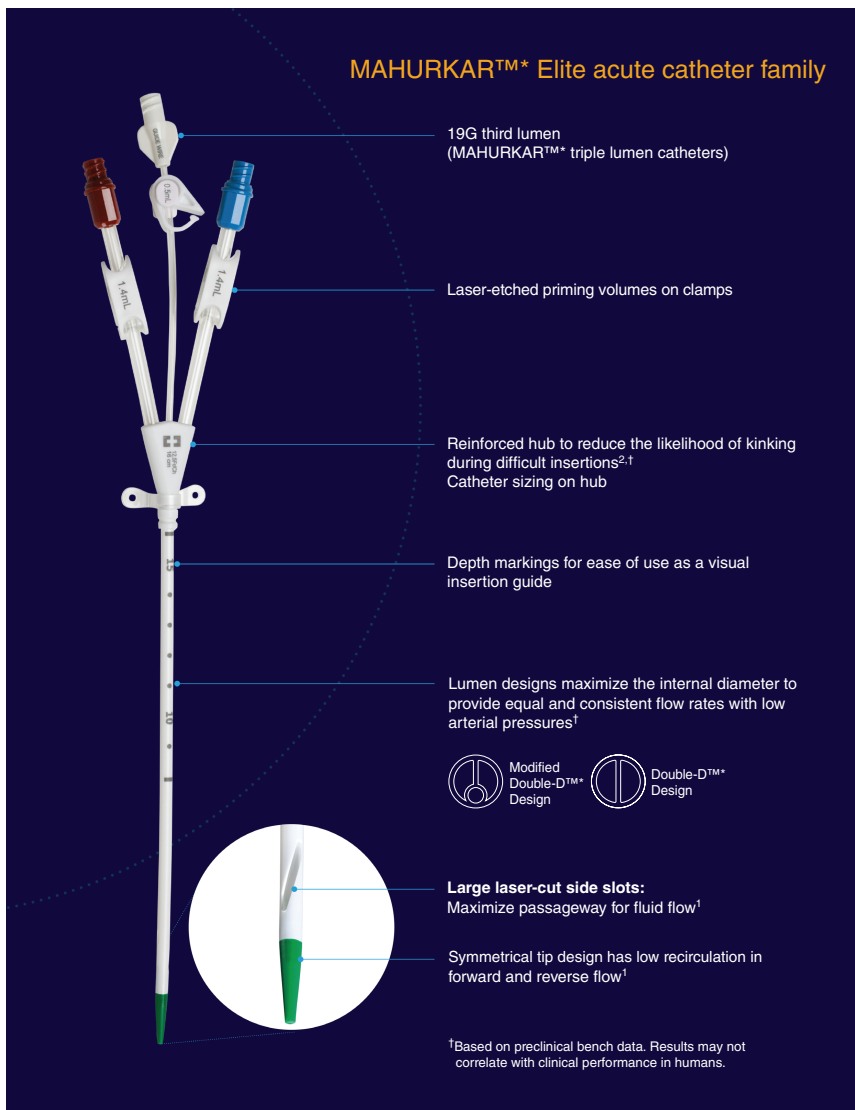 MAHURKAR™* Elite acute catheter family
19G third lumen
(MAHURKAR™* triple lumen catheters)
GUIDE WIRE
0.5mL
1.4mL
1.4mL
Laser-etched priming volumes on clamps
Reinforced hub to reduce the likelihood of kinking
during difficult insertions2,†
Catheter sizing on hub
15
Depth markings for ease of use as a visual
insertion guide
10
Lumen designs maximize the internal diameter to
provide equal and consistent flow rates with low
arterial pressures†
Modified
Double-D™*
Design
Double-D™*
Design
Large laser-cut side slots:
Maximize passageway for fluid flow1
Symmetrical tip design has low recirculation in
forward and reverse flow1
†Based on preclinical bench data. Results may not
correlate with clinical performance in humans.